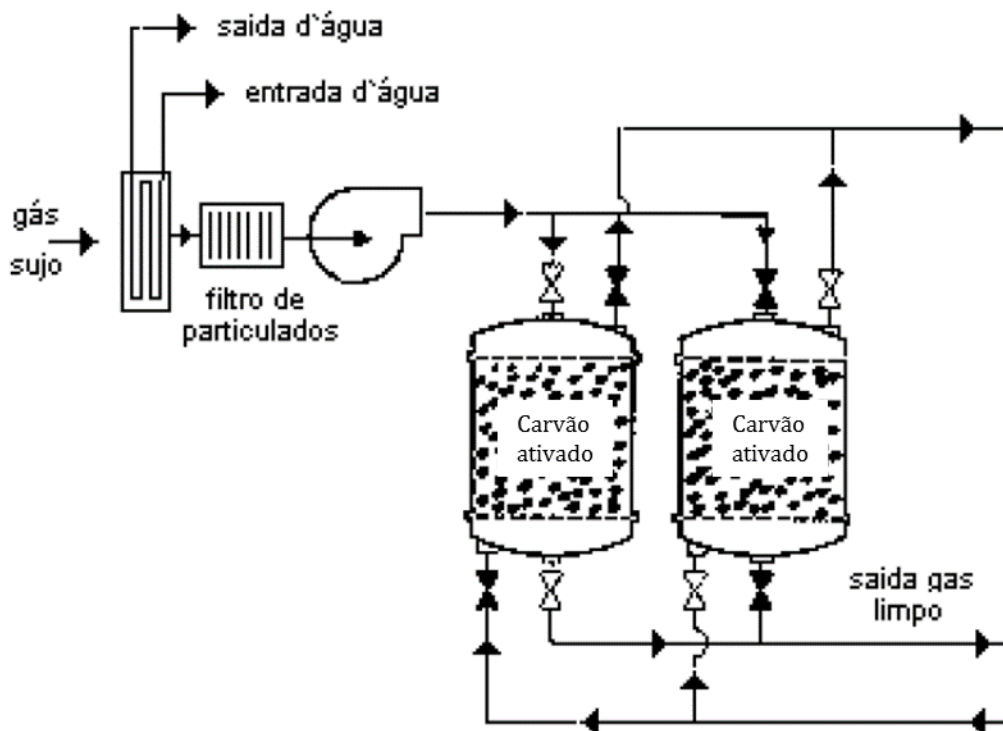 saida d`água
entrada d`água
gás
sujo
filtro de
particulados
Carvão
ativado
Carvão
ativado
saida gas
limpo